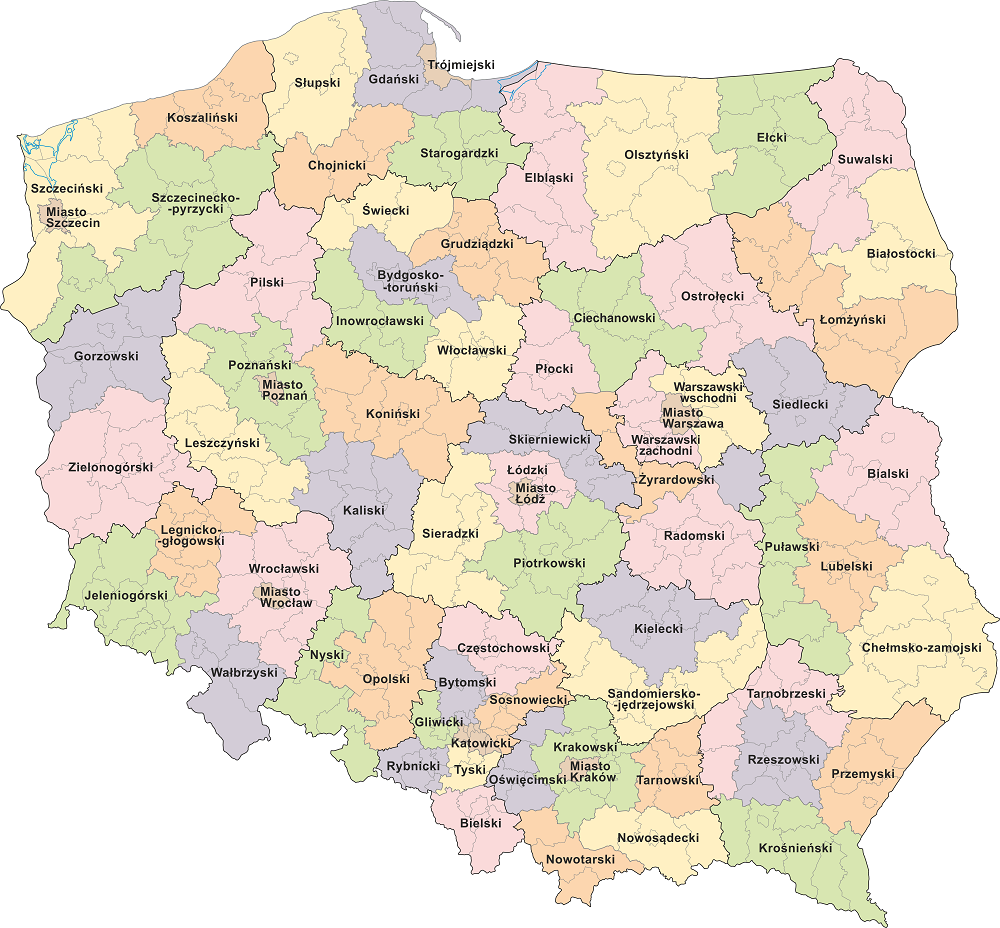 Trójmiejski
Gdański
Słupski
Koszaliński
Ełcki
Starogardzki
Olsztyński
Suwalski
Chojnicki
Elbląski
Szczeciński
Szczecinecko-
-pyrzycki
Miasto
Szczecin
Świecki
Grudziądzki
Białostocki
Bydgosko-
-toruński
Pilski
Ostrołęcki
Inowrocławski
Ciechanowski
Łomżyński
Gorzowski
Włocławski
Poznański
Płocki
Miasto
Poznań
Warszawski
wschodni
Siedlecki
Koniński
Miasto
Warszawa
Leszczyński
Skierniewicki
Warszawski
zachodni
Zielonogórski
Łódzki
Bialski
Żyrardowski
Miasto
Łódź
Kaliski
Legnicko-
-głogowski
Sieradzki
Radomski
Puławski
Piotrkowski
Lubelski
Wrocławski
Jeleniogórski
Miasto
Wrocław
Kielecki
Częstochowski
Chełmsko-zamojski
Nyski
Wałbrzyski
Opolski
Bytomski
Sandomiersko-
-jędrzejowski
Tarnobrzeski
Sosnowiecki
Gliwicki
Katowicki
Krakowski
Rzeszowski
Rybnicki
Tyski
Oświęcimski
Miasto
Kraków
Tarnowski
Przemyski
Bielski
Nowosądecki
Krośnieński
Nowotarski